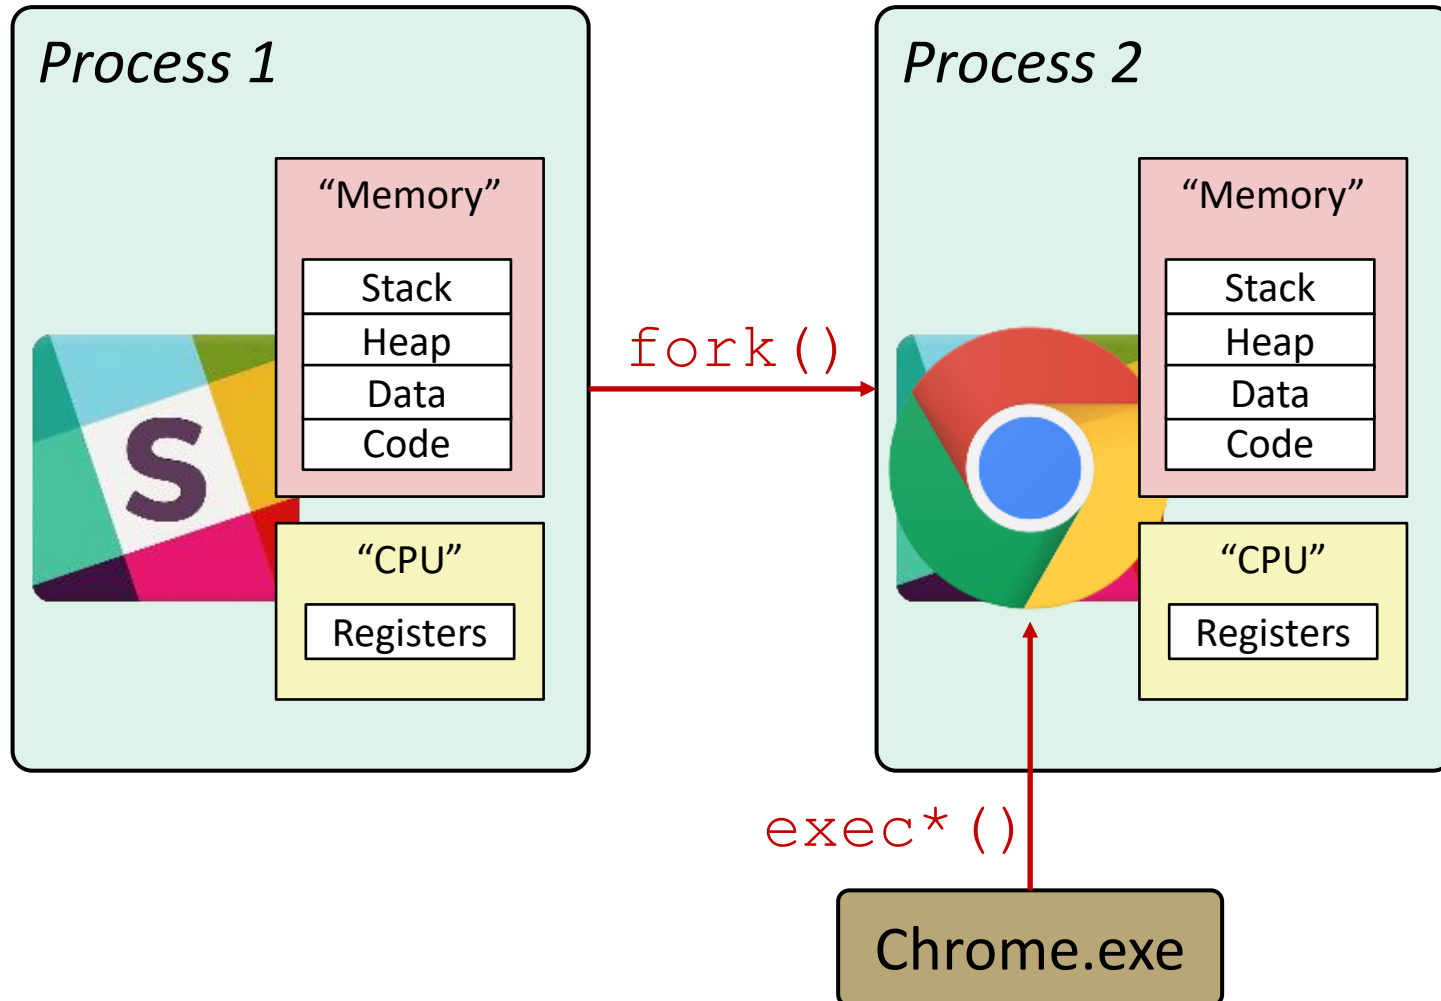 Process 1
“Memory”
Stack
Heap
Data
Code
S
“CPU”
Registers
fork()
Process 2
“Memory”
Stack
Heap
Data
Code
“CPU”
Registers
exec*()
Chrome.exe